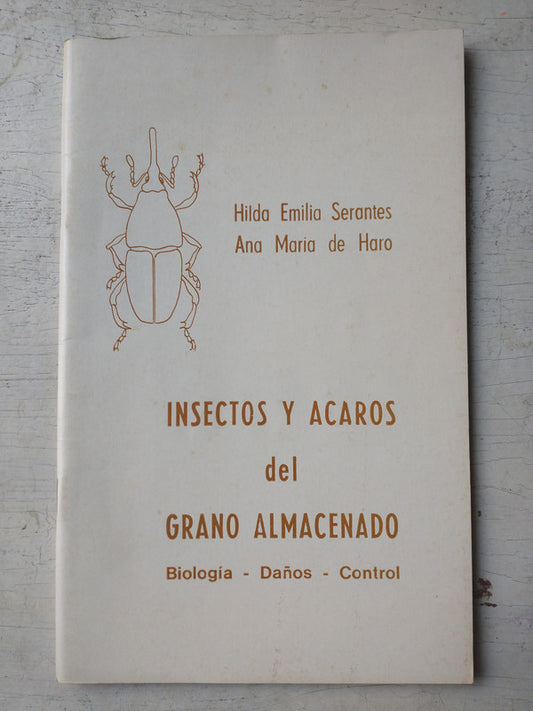 Hilda Emilia Serantes
Ana Maria de Haro
INSECTOS Y ACAROS
del
GRANO ALMACENADO
Biología - Daños - Control